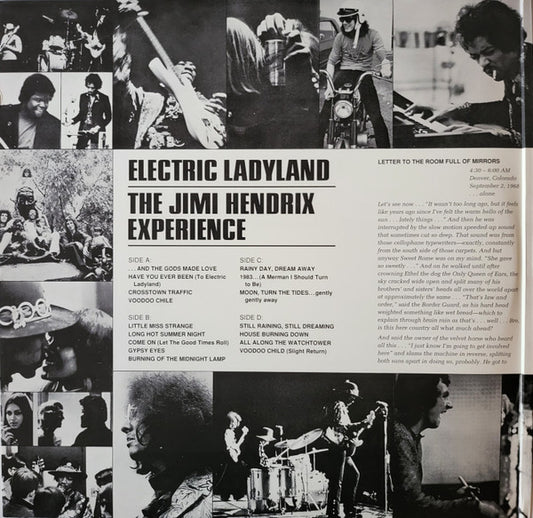 ELECTRIC LADYLAND
THE JIMI HENDRIX
EXPERIENCE
SIDE A:
. . . AND THE GODS MADE LOVE
HAVE YOU EVER BEEN (To Electric
Ladyland)
CROSSTOWN TRAFFIC
VOODOO CHILE
SIDE B:
LITTLE MISS STRANGE
LONG HOT SUMMER NIGHT
COME ON (Let The Good Times Roll)
GYPSY EYES
BURNING OF THE MIDNIGHT LAMP
SIDE C:
RAINY DAY, DREAM AWAY
1983....(A Merman I Should Turn
to Be)
MOON, TURN THE TIDES...gently
gently away
SIDE D:
STILL RAINING, STILL DREAMING
HOUSE BURNING DOWN
ALL ALONG THE WATCHTOWER
VOODOO CHILD (Slight Return)
LETTER TO THE ROOM FULL OF MIRRORS
4:30 – 6:00 AM
Denver, Colorado
September 2, 1968
. . . alone
Let's see now . . . "It wasn't too long ago, but it feels
like years ago since I've felt the warm hello of the
sun . . . lately things . . ." And then he was
interrupted by the slow motion speeded up sound
that sometimes cut so deep. That sound was from
those cellophane typewriters—exactly, constantly
from the south side of those carpets. And but
anyway Sweet Rome was on my mind. "She gave
so sweetly . . ." And on he walked until after
crowning Ethel the dog the Only Queen of Ears, the
sky cracked wide open and split many of his
brothers' and sisters' heads all over the world apart
at approximately the same . . . "That's law and
order," said the Border Guard, as his hard head
weighted something like wet bread—which to
explain through brain rain as that's . . . well . . . Bro,
is this here country all what much ahead?
And said the owner of the velvet horse who heard
all this . . . "I just know I'm going to get involved
here" and slams the machine in reverse, splitting
both suns apart in doing so, probably. He got to